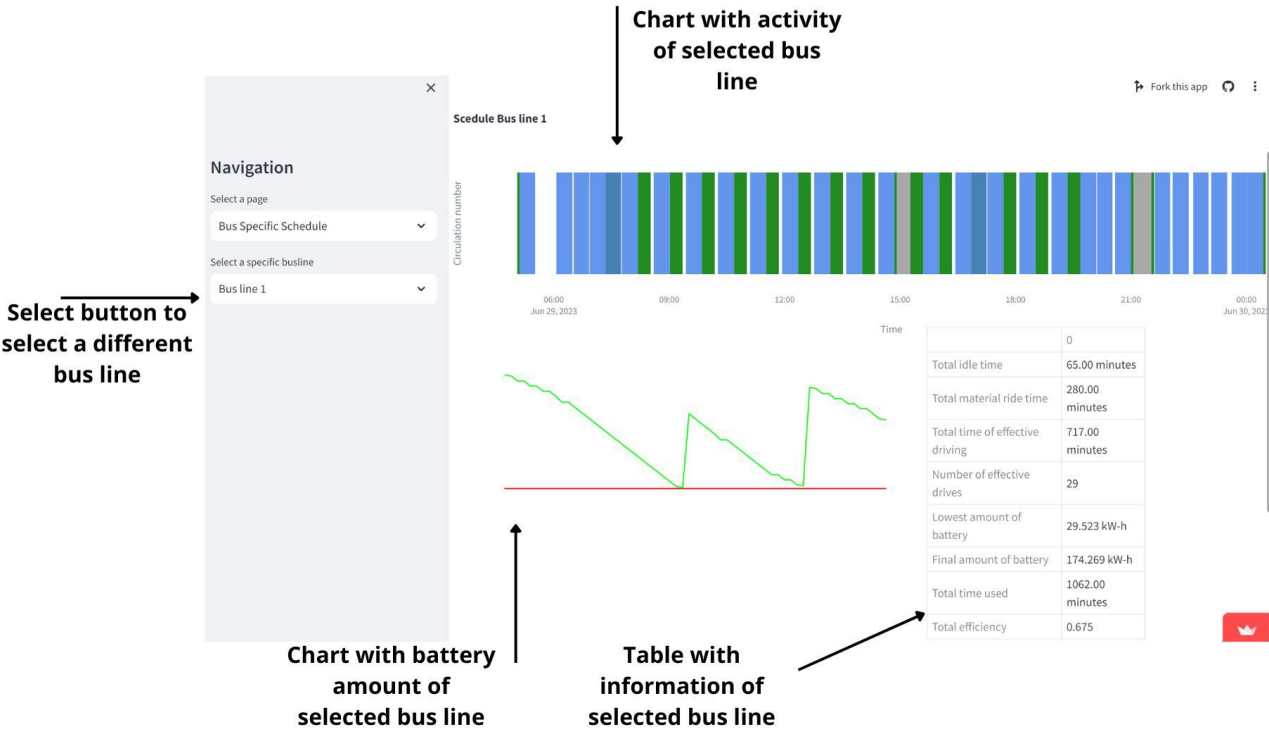 Chart with activity
of selected bus
line
Fork this app
Scedule Bus line 1
Navigation
Select a page
Bus Specific Schedule
Select a specific busline
Bus line 1
Select button to
select a different
bus line
Circulation number
06:00
Jun 29, 2023
09:00
12:00
15:00
18:00
21:00
00:00
Jun 30, 202
Time
0
Total idle time 65.00 minutes
Total material ride time 280.00
minutes
Total time of effective
driving 717.00
minutes
Number of effective
drives 29
Lowest amount of
battery 29.523 kW-h
Final amount of battery 174.269 kW-h
Total time used 1062.00
minutes
Total efficiency 0.675
Chart with battery
amount of
selected bus line
Table with
information of
selected bus line